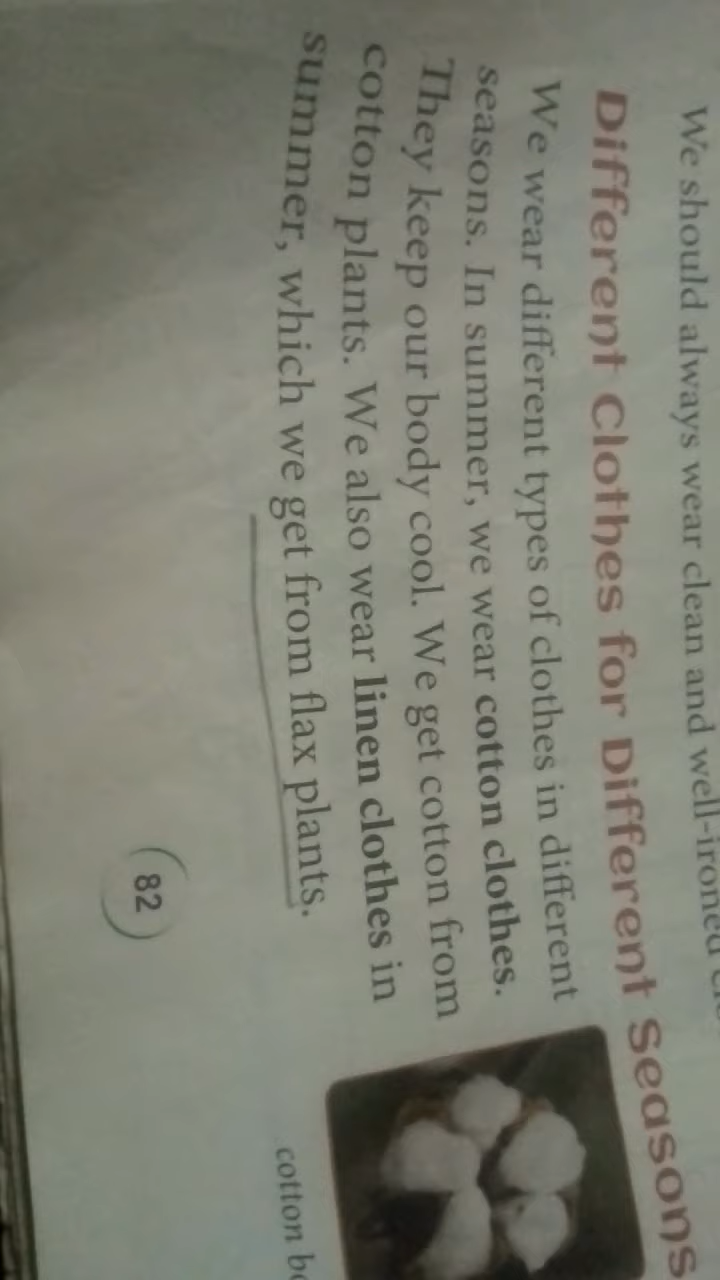 We should always wear clean and well-ironed
Different Clothes for Different Seasons
We wear different types of clothes in different
seasons. In summer, we wear cotton clothes.
They keep our body cool. We get cotton from
cotton plants. We also wear linen clothes in
summer, which we get from flax plants.
cotton
82